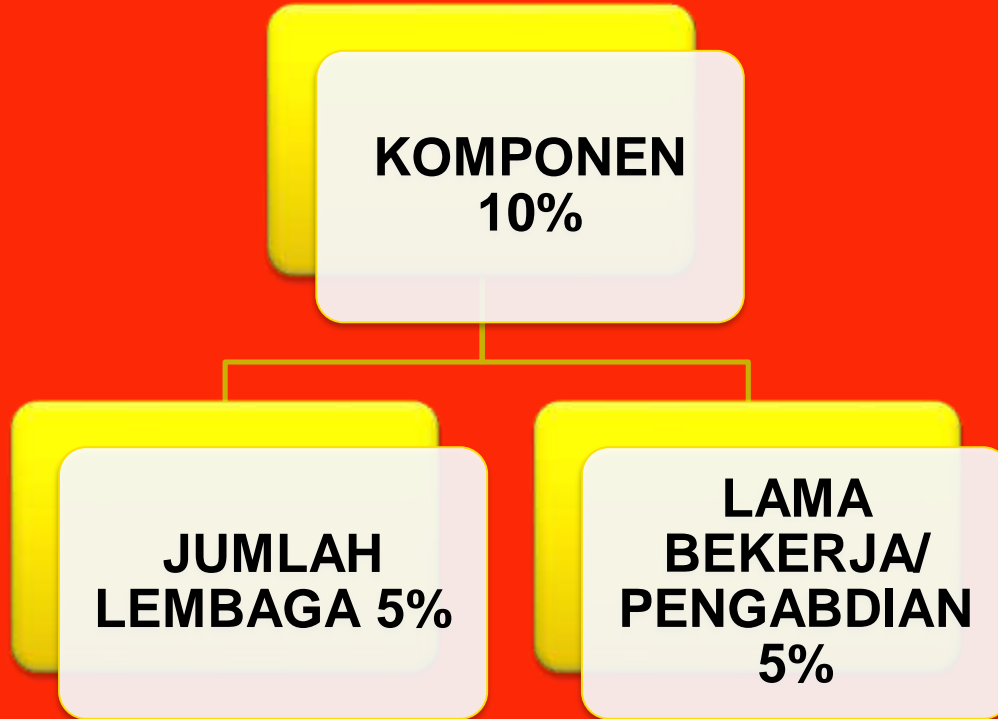 KOMPONEN
10%
JUMLAH
LEMBAGA 5%
LAMA
BEKERJA/
PENGABDIAN
5%